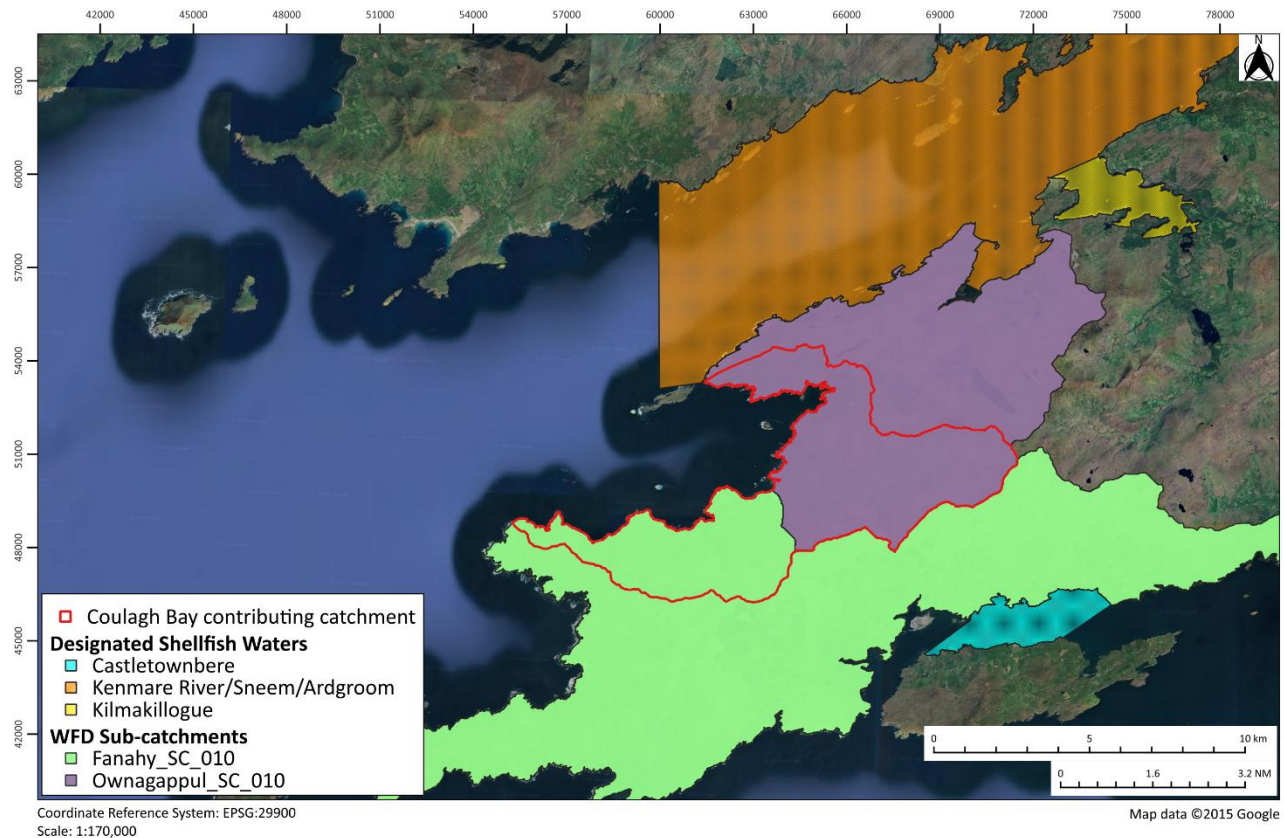 42000 45000 48000 51000 54000 57000 60000 63000 66000 69000 72000 75000 78000
N
63000
60000
57000
54000
51000
48000
45000
42000
Coulagh Bay contributing catchment
Designated Shellfish Waters
Castletownbere
Kenmare River/Sneem/Ardgroom
Kilmakillogue
WFD Sub-catchments
Fanahy_SC_010
Ownagappul_SC_010
0 5 10 km
0 1.6 3.2 NM
Coordinate Reference System: EPSG:29900
Scale: 1:170,000
Map data ©2015 Google